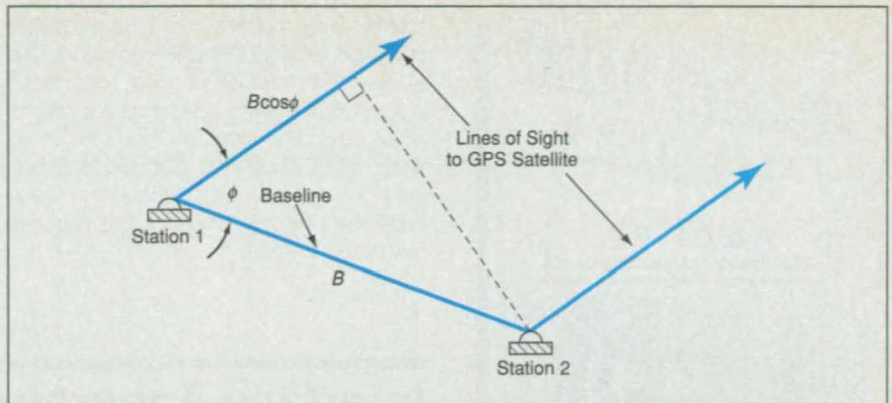 Bcosϕ
Lines of Sight
to GPS Satellite
ϕ
Baseline
Station 1
B
Station 2